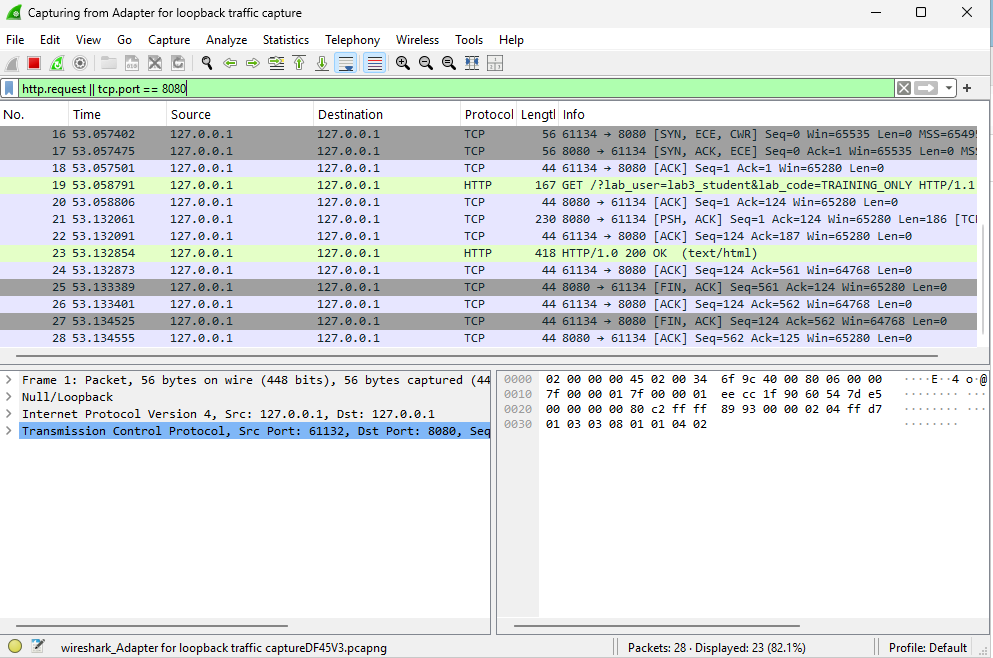 Capturing from Adapter for loopback traffic capture
File Edit View Go Capture Analyze Statistics Telephony Wireless Tools Help
http.request || tcp.port == 8080
No. Time Source Destination Protocol Lengtl Info
16 53.057402 127.0.0.1 127.0.0.1 TCP 56 61134 → 8080 [SYN, ECE, CWR] Seq=0 Win=65535 Len=0 MSS=65495
17 53.057475 127.0.0.1 127.0.0.1 TCP 56 8080 → 61134 [SYN, ACK, ECE] Seq=0 Ack=1 Win=65535 Len=0 MSS
18 53.057501 127.0.0.1 127.0.0.1 TCP 44 61134 → 8080 [ACK] Seq=1 Ack=1 Win=65280 Len=0
19 53.058791 127.0.0.1 127.0.0.1 HTTP 167 GET /?lab_user=lab3_student&lab_code=TRAINING_ONLY HTTP/1.1
20 53.058806 127.0.0.1 127.0.0.1 TCP 44 8080 → 61134 [ACK] Seq=1 Ack=124 Win=65280 Len=0
21 53.132061 127.0.0.1 127.0.0.1 TCP 230 8080 → 61134 [PSH, ACK] Seq=1 Ack=124 Win=65280 Len=186 [TC
22 53.132091 127.0.0.1 127.0.0.1 TCP 44 61134 → 8080 [ACK] Seq=124 Ack=187 Win=65280 Len=0
23 53.132854 127.0.0.1 127.0.0.1 HTTP 418 HTTP/1.0 200 OK (text/html)
24 53.132873 127.0.0.1 127.0.0.1 TCP 44 61134 → 8080 [ACK] Seq=124 Ack=561 Win=64768 Len=0
25 53.133389 127.0.0.1 127.0.0.1 TCP 44 8080 → 61134 [FIN, ACK] Seq=561 Ack=124 Win=65280 Len=0
26 53.133401 127.0.0.1 127.0.0.1 TCP 44 61134 → 8080 [ACK] Seq=124 Ack=562 Win=64768 Len=0
27 53.134525 127.0.0.1 127.0.0.1 TCP 44 61134 → 8080 [FIN, ACK] Seq=124 Ack=562 Win=64768 Len=0
28 53.134555 127.0.0.1 127.0.0.1 TCP 44 8080 → 61134 [ACK] Seq=562 Ack=125 Win=65280 Len=0
Frame 1: Packet, 56 bytes on wire (448 bits), 56 bytes captured (44
Null/Loopback
Internet Protocol Version 4, Src: 127.0.0.1, Dst: 127.0.0.1
Transmission Control Protocol, Src Port: 61132, Dst Port: 8080, Seq
0000 02 00 00 00 45 02 00 34 6f 9c 40 00 80 06 00 00 ····E··4 o·@
0010 7f 00 00 01 7f 00 00 01 ee cc 1f 90 60 54 7d e5 ········ ···
0020 00 00 00 00 80 c2 ff ff 89 93 00 00 02 04 ff d7 ········ ···
0030 01 03 03 08 01 01 04 02 ········
wireshark_Adapter for loopback traffic captureDF45V3.pcapng
Packets: 28 · Displayed: 23 (82.1%)
Profile: Default